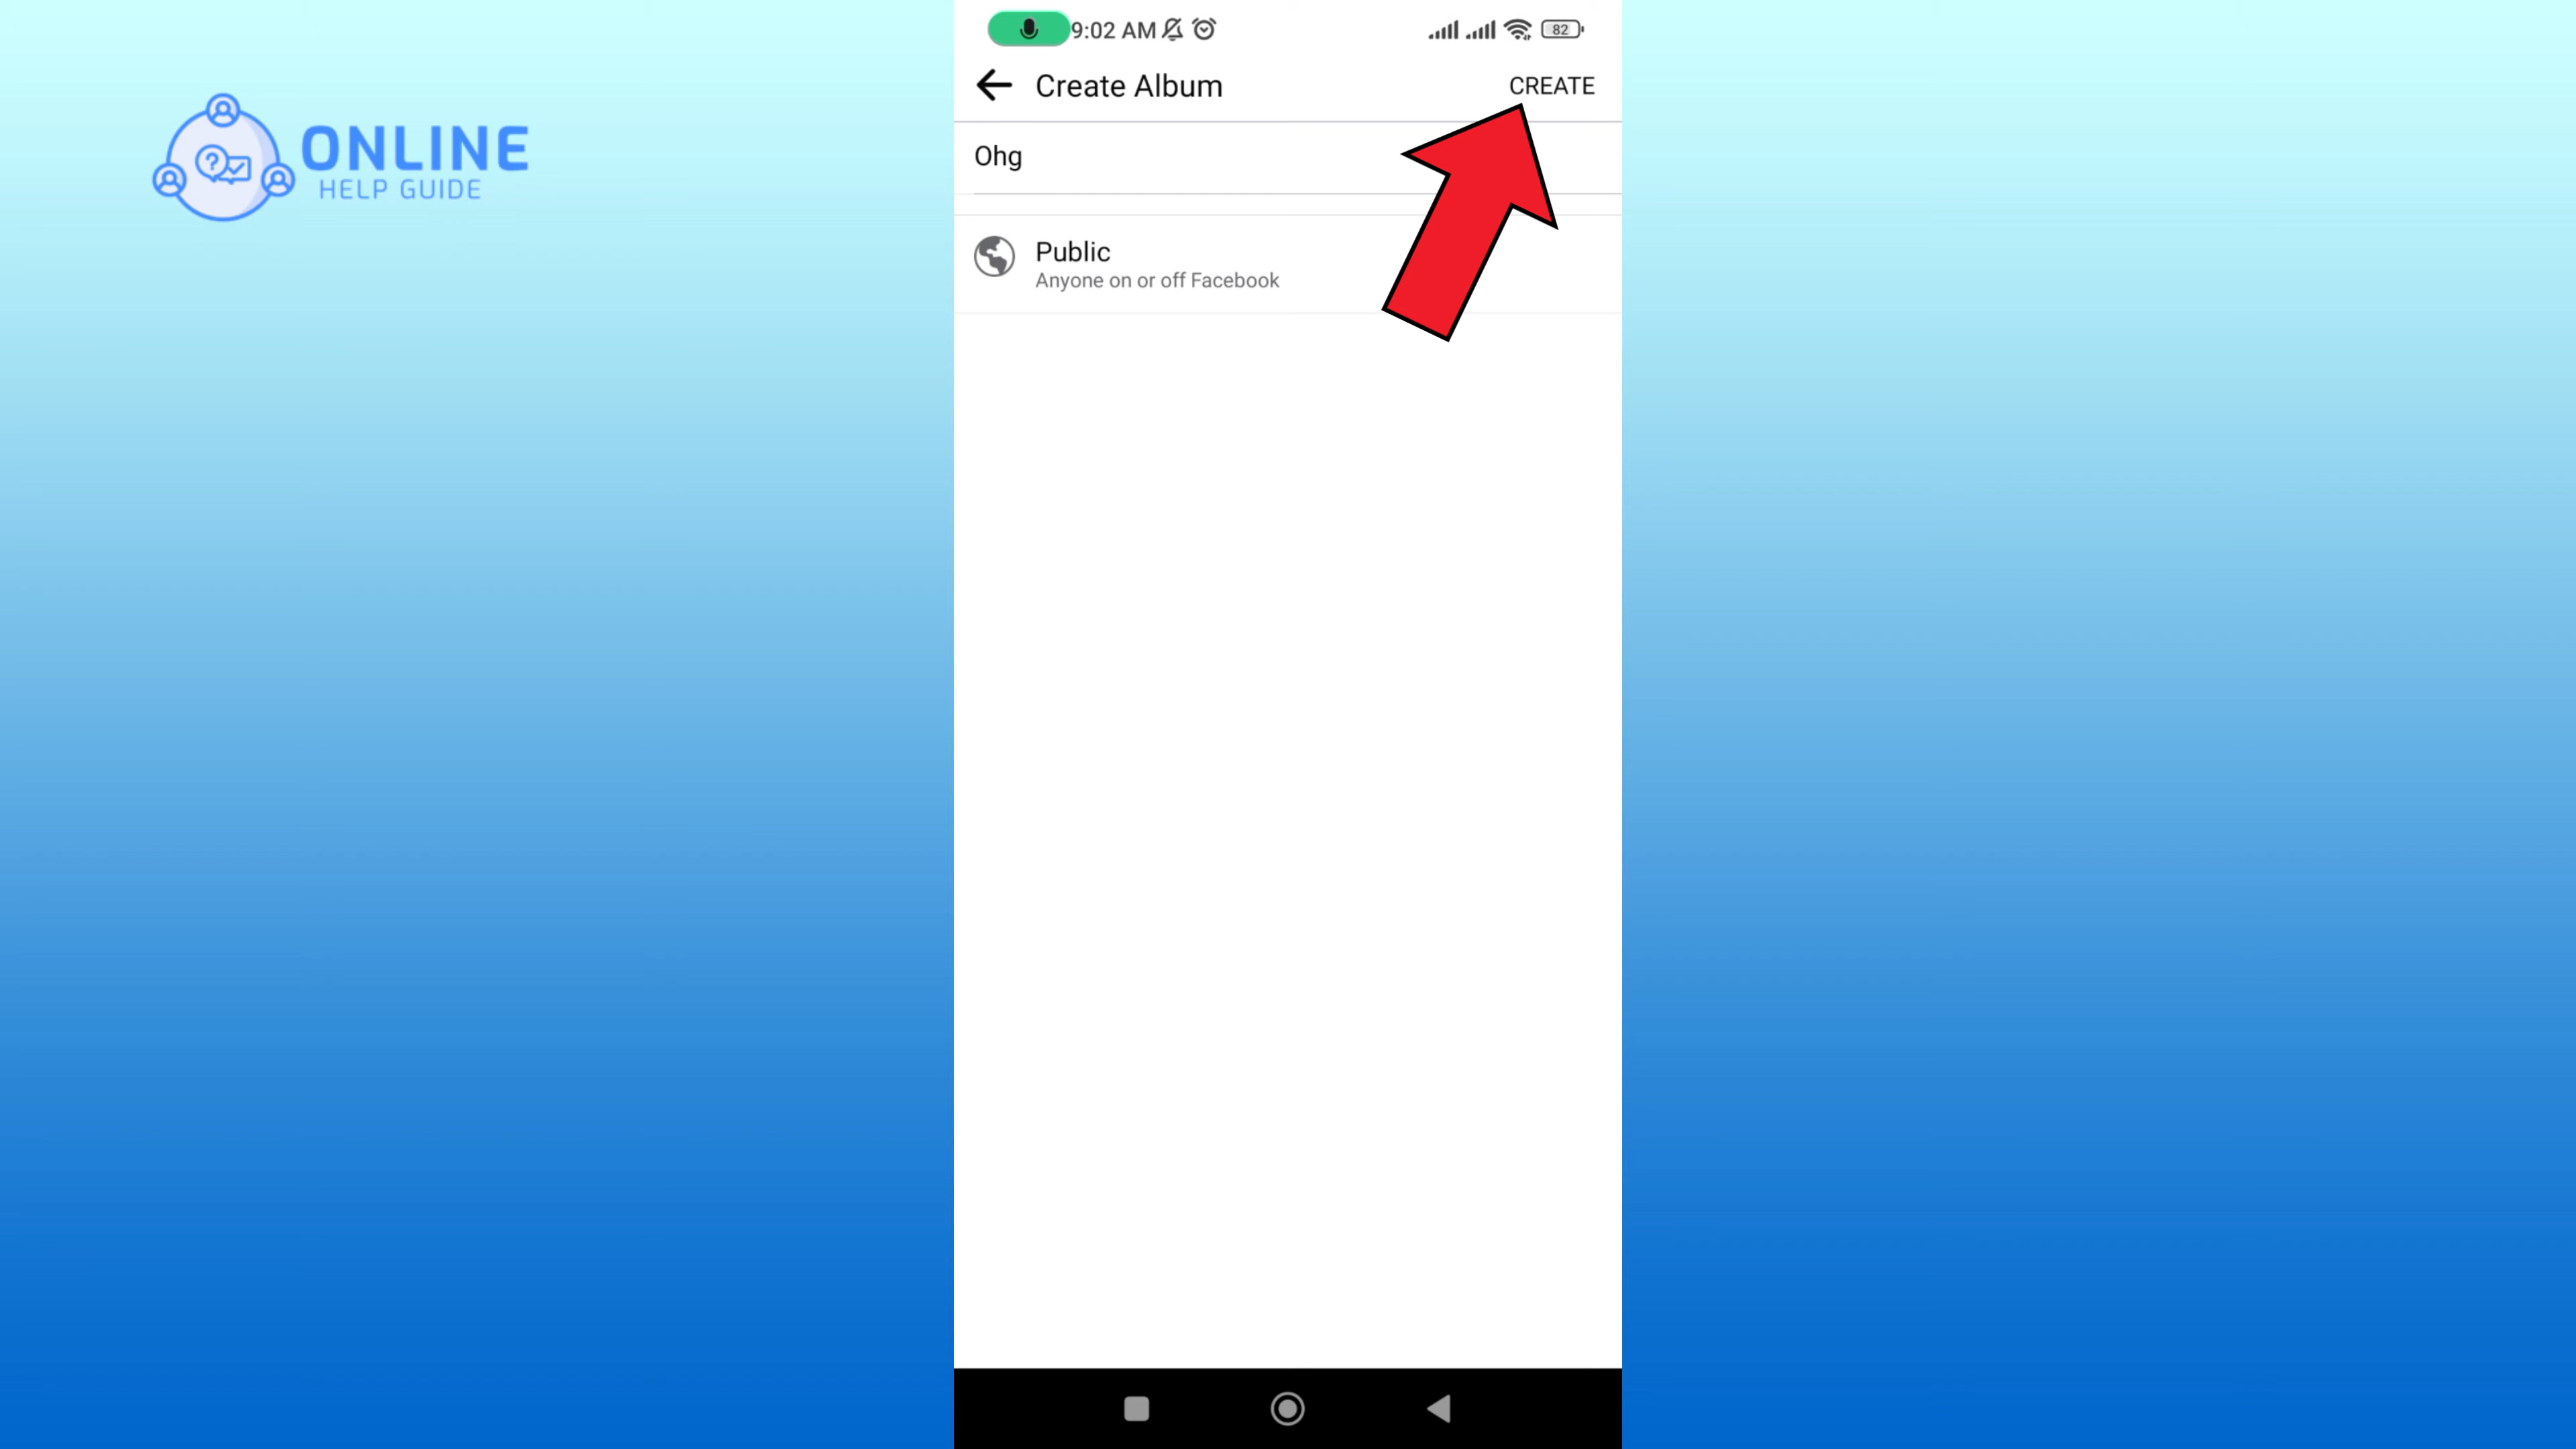 ONLINE
HELP GUIDE
9:02 AM
82
Create Album
CREATE
Ohg
Public
Anyone on or off Facebook